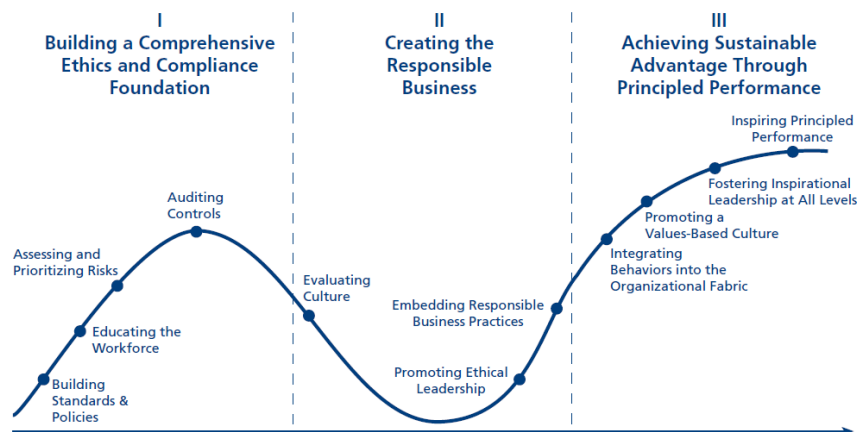 I
Building a Comprehensive
Ethics and Compliance
Foundation
II
Creating the
Responsible
Business
III
Achieving Sustainable
Advantage Through
Principled Performance
Building
Standards &
Policies
Educating the
Workforce
Assessing and
Prioritizing Risks
Auditing
Controls
Evaluating
Culture
Promoting Ethical
Leadership
Embedding Responsible
Business Practices
Integrating
Behaviors into the
Organizational Fabric
Promoting a
Values-Based Culture
Fostering Inspirational
Leadership at All Levels
Inspiring Principled
Performance